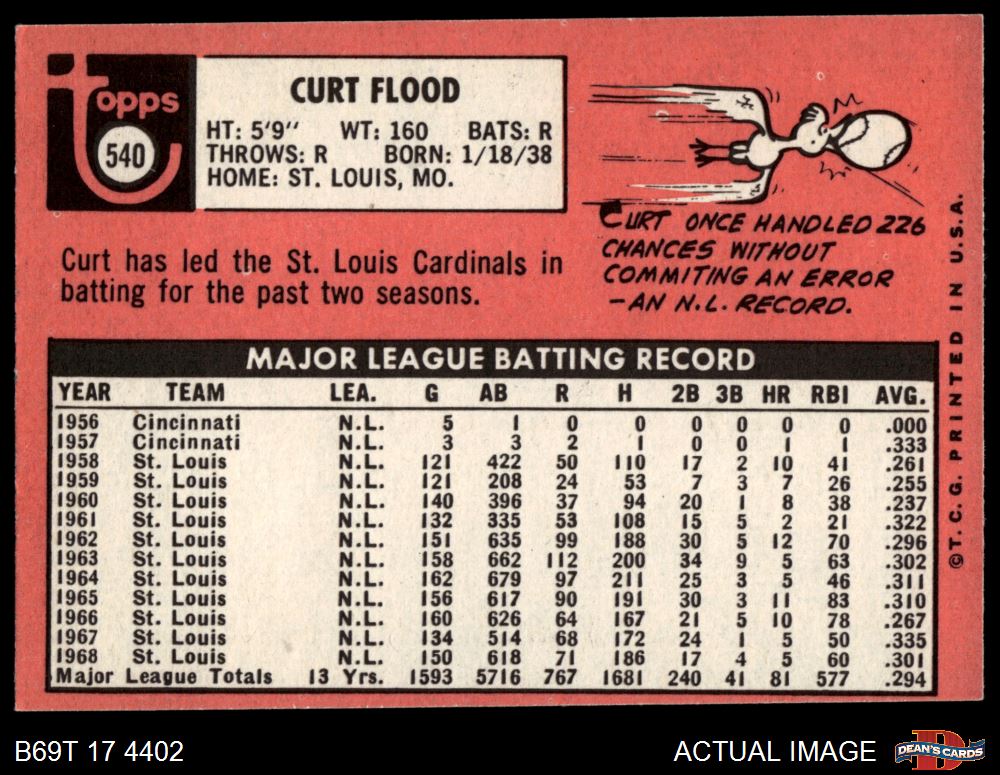 topps
540
CURT FLOOD
HT: 5'9" WT: 160 BATS: R
THROWS: R BORN: 1/18/38
HOME: ST. LOUIS, MO.
CURT ONCE HANDLED 226
CHANCES WITHOUT
COMMITING AN ERROR
-AN N.L. RECORD.
Curt has led the St. Louis Cardinals in
batting for the past two seasons.
MAJOR LEAGUE BATTING RECORD
YEAR TEAM LEA. G AB R H 2B 3B HR RBI AVG.
1956 Cincinnati N.L. 5 1 0 0 0 0 0 0 .000
1957 Cincinnati N.L. 3 3 2 1 0 0 1 1 .333
1958 St. Louis N.L. 121 422 50 110 17 2 10 41 .261
1959 St. Louis N.L. 121 208 24 53 7 3 7 26 .255
1960 St. Louis N.L. 140 396 37 94 20 1 8 38 .237
1961 St. Louis N.L. 132 335 53 108 15 5 2 21 .322
1962 St. Louis N.L. 151 635 99 188 30 5 12 70 .296
1963 St. Louis N.L. 158 662 112 200 34 9 5 63 .302
1964 St. Louis N.L. 162 679 97 211 25 3 5 46 .311
1965 St. Louis N.L. 156 617 90 191 30 3 11 83 .310
1966 St. Louis N.L. 160 626 64 167 21 5 10 78 .267
1967 St. Louis N.L. 134 514 68 172 24 1 5 50 .335
1968 St. Louis N.L. 150 618 71 186 17 4 5 60 .301
Major League Totals 13 Yrs. 1593 5716 767 1681 240 41 81 577 .294
©T.C.G. PRINTED IN U.S.A.
B69T 17 4402
ACTUAL IMAGE
DEAN'S CARDS